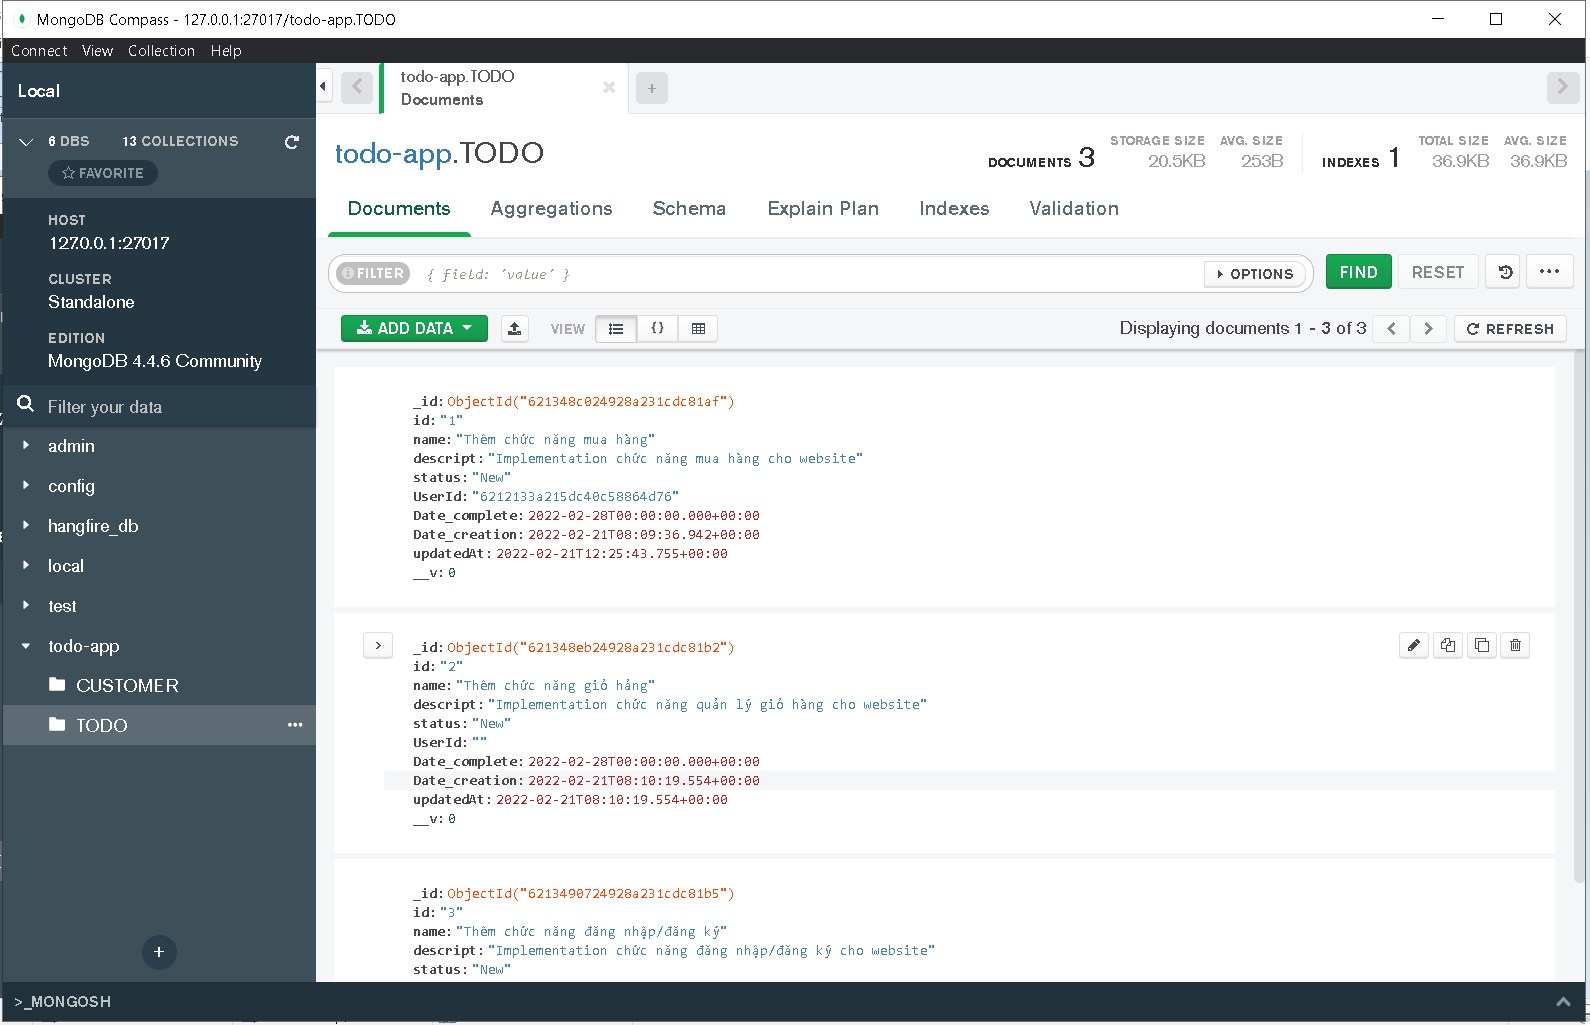 MongoDB Compass - 127.0.0.1:27017/todo-app.TODO
Connect View Collection Help
Local
6 DBS 13 COLLECTIONS
FAVORITE
HOST
127.0.0.1:27017
CLUSTER
Standalone
EDITION
MongoDB 4.4.6 Community
Filter your data
admin
config
hangfire_db
local
test
todo-app
CUSTOMER
TODO
todo-app.TODO
Documents
todo-app.TODO
DOCUMENTS 3
STORAGE SIZE
20.5KB
AVG. SIZE
253B
INDEXES 1
TOTAL SIZE
36.9KB
AVG. SIZE
36.9KB
Documents Aggregations Schema Explain Plan Indexes Validation
FILTER { field: 'value' } OPTIONS FIND RESET
ADD DATA VIEW {} Displaying documents 1 - 3 of 3 REFRESH
_id: ObjectId("621348c024928a231cdc81af")
id: "1"
name: "Thêm chức năng mua hàng"
descript: "Implementation chức năng mua hàng cho website"
status: "New"
UserId: "6212133a215dc40c58864d76"
Date_complete: 2022-02-28T00:00:00.000+00:00
Date_creation: 2022-02-21T08:09:36.942+00:00
updatedAt: 2022-02-21T12:25:43.755+00:00
__v: 0
_id: ObjectId("621348eb24928a231cdc81b2")
id: "2"
name: "Thêm chức năng giỏ hảng"
descript: "Implementation chức năng quản lý giỏ hàng cho website"
status: "New"
UserId: ""
Date_complete: 2022-02-28T00:00:00.000+00:00
Date_creation: 2022-02-21T08:10:19.554+00:00
updatedAt: 2022-02-21T08:10:19.554+00:00
__v: 0
_id: ObjectId("6213490724928a231cdc81b5")
id: "3"
name: "Thêm chức năng đăng nhập/đăng ký"
descript: "Implementation chức năng đăng nhập/đăng ký cho website"
status: "New"
>_MONGOSH